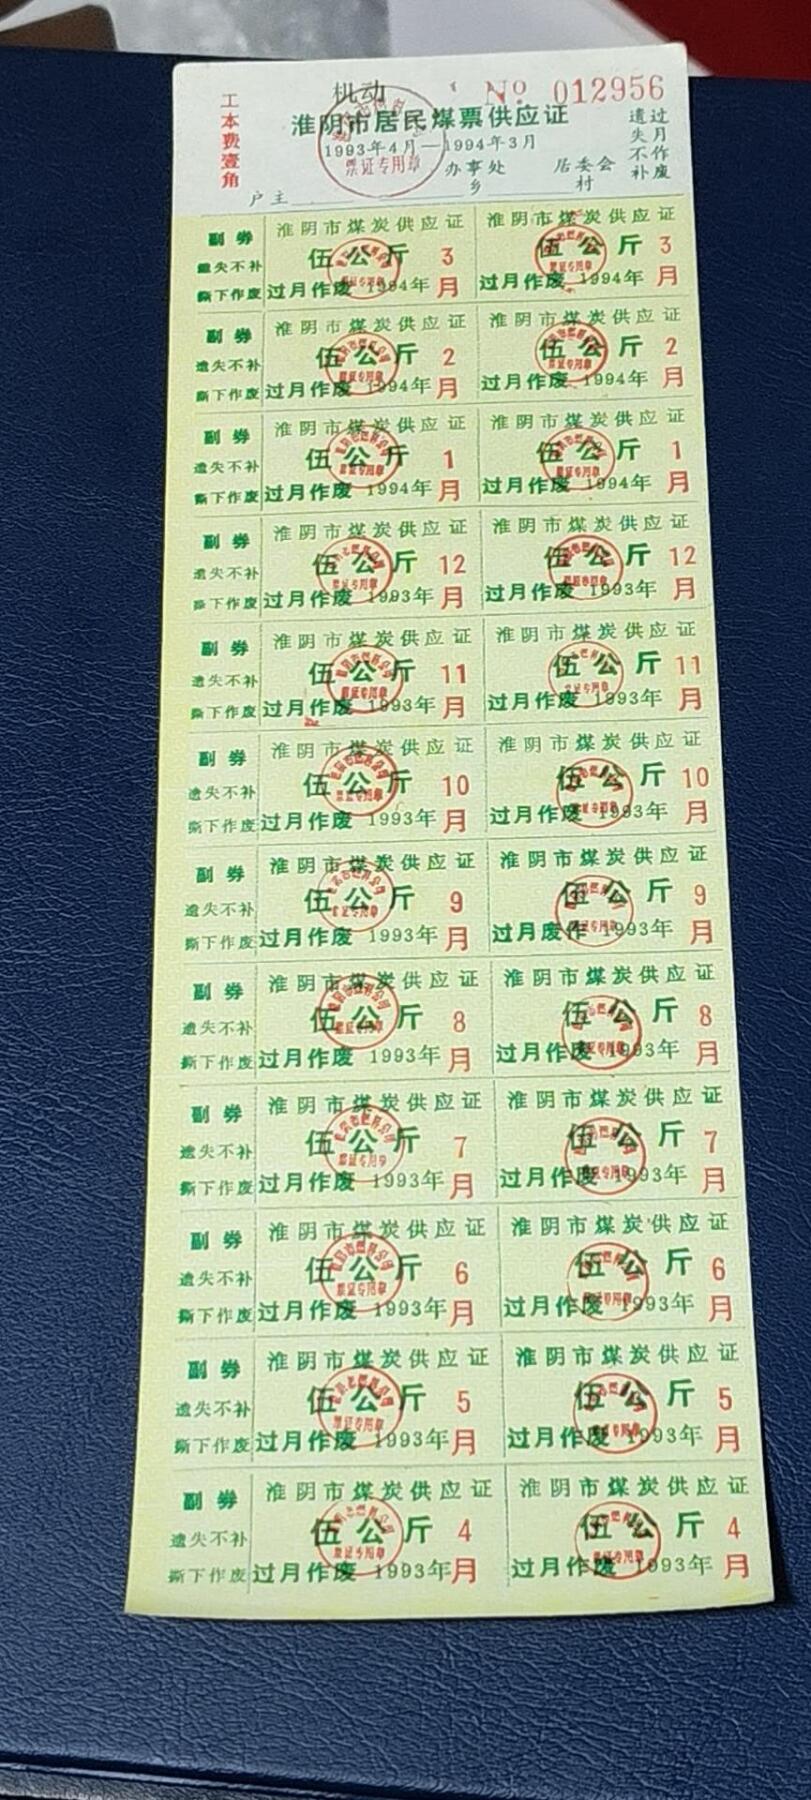 工本费壹角
机动
No 012956
淮阴市居民煤票供应证
1993年4月—1994年3月
票证专用章
户主 办事处 乡 居委会 村
过月作废
遗失不补
副券 淮阴市煤炭供应证 淮阴市煤炭供应证
遗失不补 伍公斤 3 伍公斤 3
撕下作废 过月作废 1994年 月 过月作废 1994年 月
副券 淮阴市煤炭供应证 淮阴市煤炭供应证
遗失不补 伍公斤 2 伍公斤 2
撕下作废 过月作废 1994年 月 过月作废 1994年 月
副券 淮阴市煤炭供应证 淮阴市煤炭供应证
遗失不补 伍公斤 1 伍公斤 1
撕下作废 过月作废 1994年 月 过月作废 1994年 月
副券 淮阴市煤炭供应证 淮阴市煤炭供应证
遗失不补 伍公斤 12 伍公斤 12
撕下作废 过月作废 1993年 月 过月作废 1993年 月
副券 淮阴市煤炭供应证 淮阴市煤炭供应证
遗失不补 伍公斤 11 伍公斤 11
撕下作废 过月作废 1993年 月 过月作废 1993年 月
副券 淮阴市煤炭供应证 淮阴市煤炭供应证
遗失不补 伍公斤 10 伍公斤 10
撕下作废 过月作废 1993年 月 过月作废 1993年 月
副券 淮阴市煤炭供应证 淮阴市煤炭供应证
遗失不补 伍公斤 9 伍公斤 9
撕下作废 过月作废 1993年 月 过月废作 1993年 月
副券 淮阴市煤炭供应证 淮阴市煤炭供应证
遗失不补 伍公斤 8 伍公斤 8
撕下作废 过月作废 1993年 月 过月作废 1993年 月
副券 淮阴市煤炭供应证 淮阴市煤炭供应证
遗失不补 伍公斤 7 伍公斤 7
撕下作废 过月作废 1993年 月 过月作废 1993年 月
副券 淮阴市煤炭供应证 淮阴市煤炭供应证
遗失不补 伍公斤 6 伍公斤 6
撕下作废 过月作废 1993年 月 过月作废 1993年 月
副券 淮阴市煤炭供应证 淮阴市煤炭供应证
遗失不补 伍公斤 5 伍公斤 5
撕下作废 过月作废 1993年 月 过月作废 1993年 月
副券 淮阴市煤炭供应证 淮阴市煤炭供应证
遗失不补 伍公斤 4 伍公斤 4
撕下作废 过月作废 1993年 月 过月作废 1993年 月